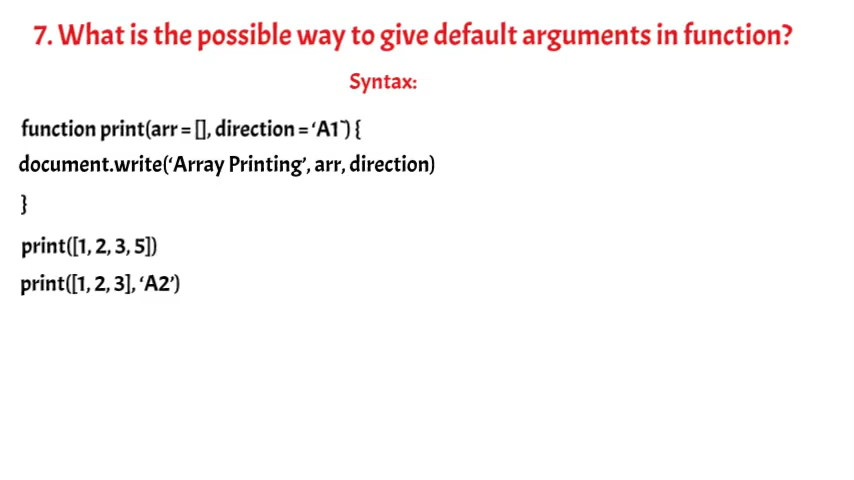 7. What is the possible way to give default arguments in function?
Syntax:
function print(arr = [], direction = ‘A1`) {
document.write(‘Array Printing’, arr, direction)
}
print([1, 2, 3, 5])
print([1, 2, 3], ‘A2’)